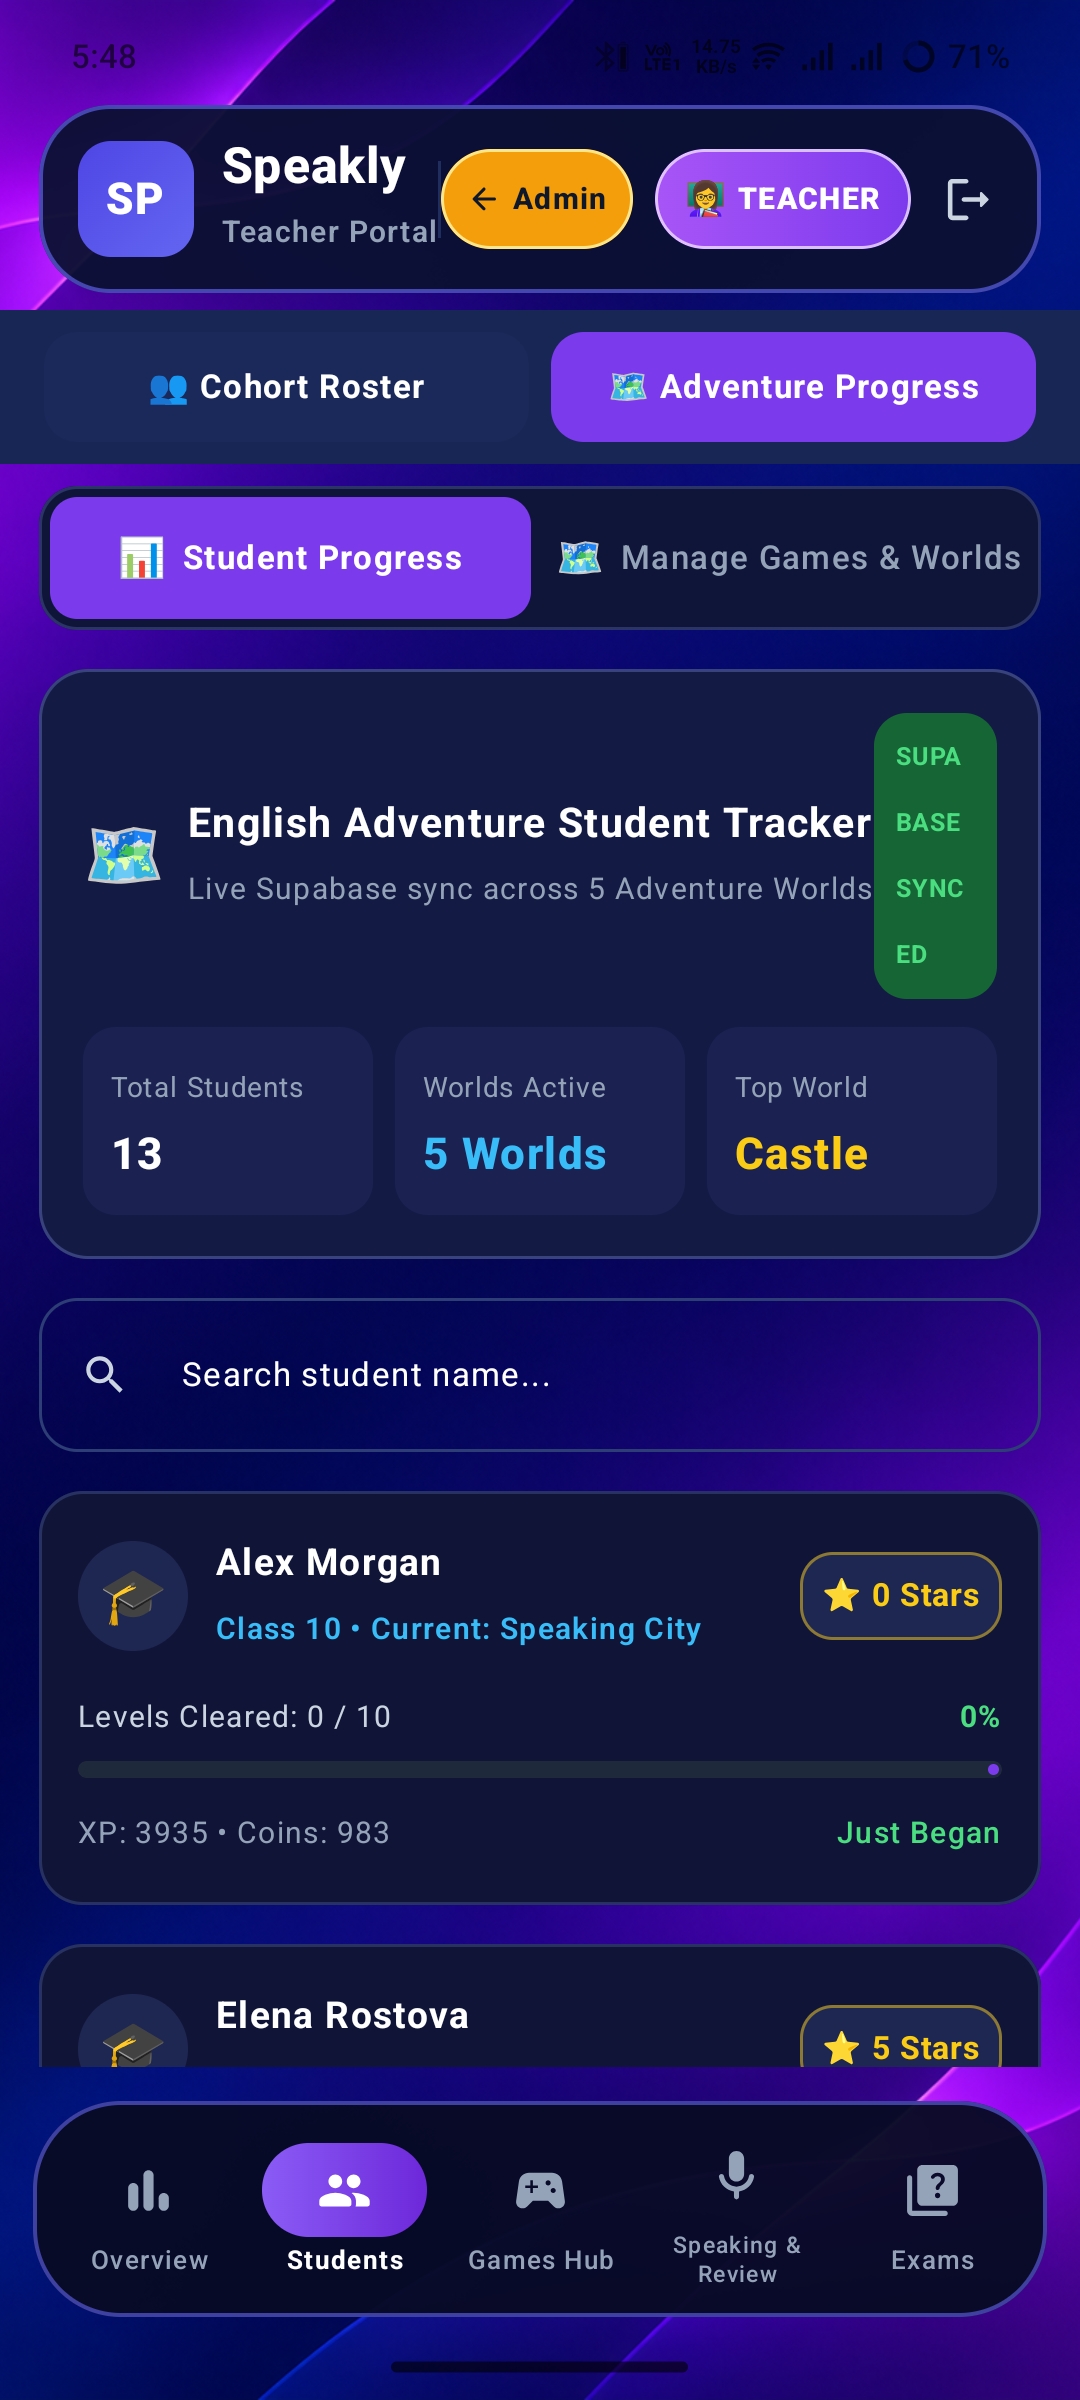 5:48
VoLTE1
14.75 KB/s
71%
SP
Speakly
Teacher Portal
← Admin
TEACHER
Cohort Roster
Adventure Progress
Student Progress
Manage Games & Worlds
English Adventure Student Tracker
Live Supabase sync across 5 Adventure Worlds
SUPA
BASE
SYNC
ED
Total Students
Worlds Active
Top World
13
5 Worlds
Castle
Search student name...
Alex Morgan
Class 10 • Current: Speaking City
0 Stars
Levels Cleared: 0 / 10
0%
XP: 3935 • Coins: 983
Just Began
Elena Rostova
5 Stars
Overview
Students
Games Hub
Speaking &
Review
Exams